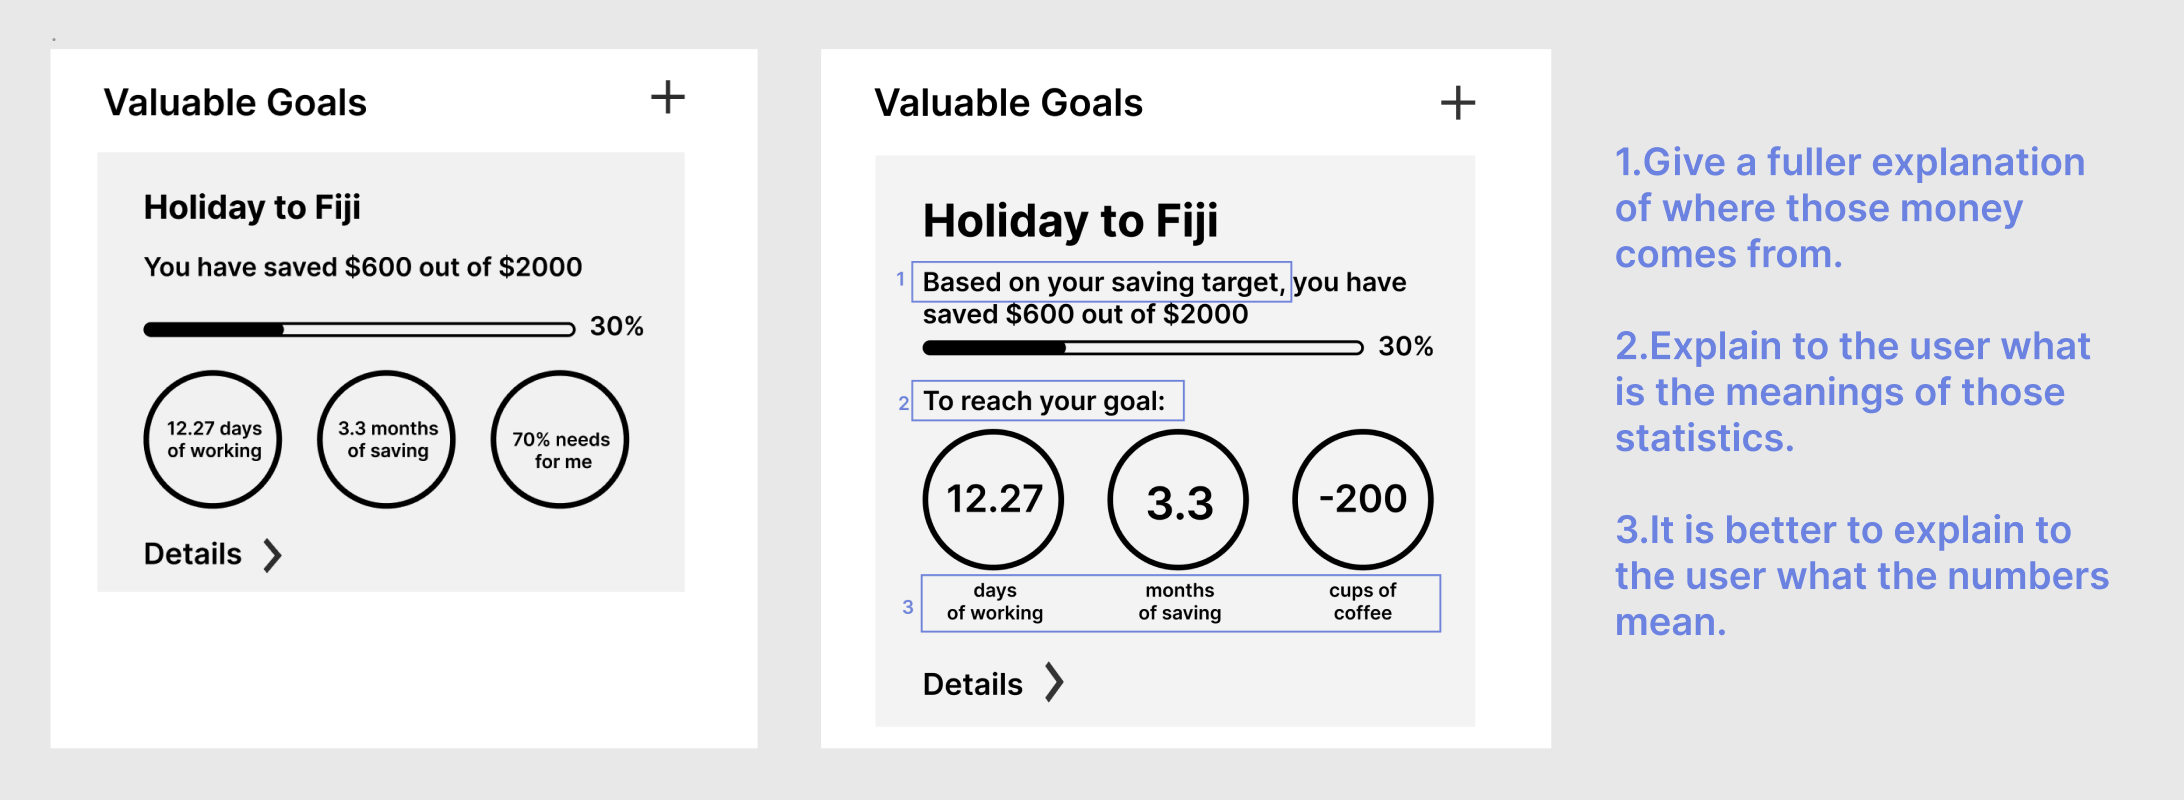 Valuable Goals
+
Holiday to Fiji
You have saved $600 out of $2000
30%
12.27 days
of working
3.3 months
of saving
70% needs
for me
Details
Valuable Goals
+
Holiday to Fiji
1
Based on your saving target, you have
saved $600 out of $2000
30%
2
To reach your goal:
12.27
3.3
-200
3
days
of working
months
of saving
cups of
coffee
Details
1.Give a fuller explanation
of where those money
comes from.
2.Explain to the user what
is the meanings of those
statistics.
3.It is better to explain to
the user what the numbers
mean.